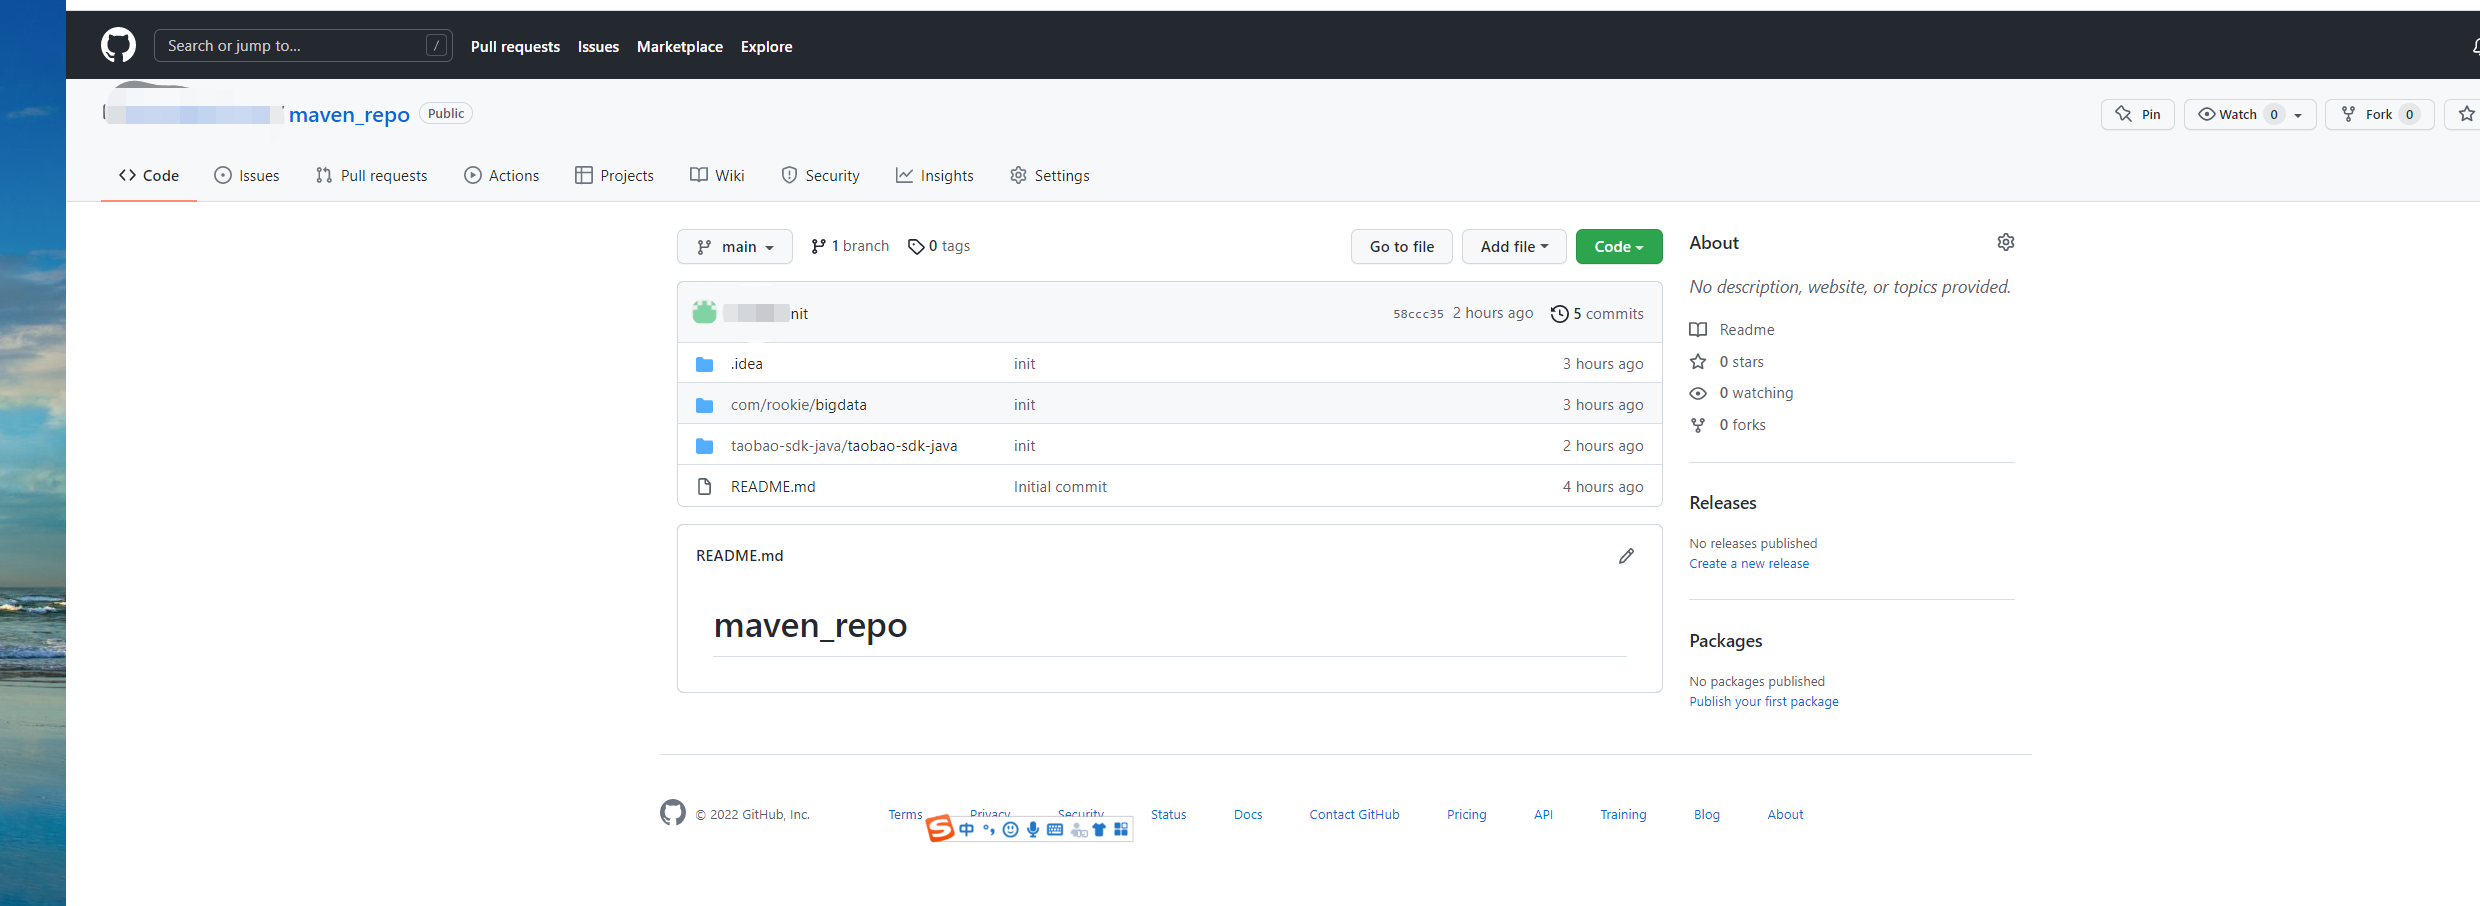 Search or jump to... / Pull requests Issues Marketplace Explore
maven_repo Public Pin Watch 0 Fork 0
Code Issues Pull requests Actions Projects Wiki Security Insights Settings
main 1 branch 0 tags Go to file Add file Code
nit 58ccc35 2 hours ago 5 commits
.idea init 3 hours ago
com/rookie/bigdata init 3 hours ago
taobao-sdk-java/taobao-sdk-java init 2 hours ago
README.md Initial commit 4 hours ago
README.md
maven_repo
About
No description, website, or topics provided.
Readme
0 stars
0 watching
0 forks
Releases
No releases published
Create a new release
Packages
No packages published
Publish your first package
© 2022 GitHub, Inc. Terms Privacy Security Status Docs Contact GitHub Pricing API Training Blog About
S 中